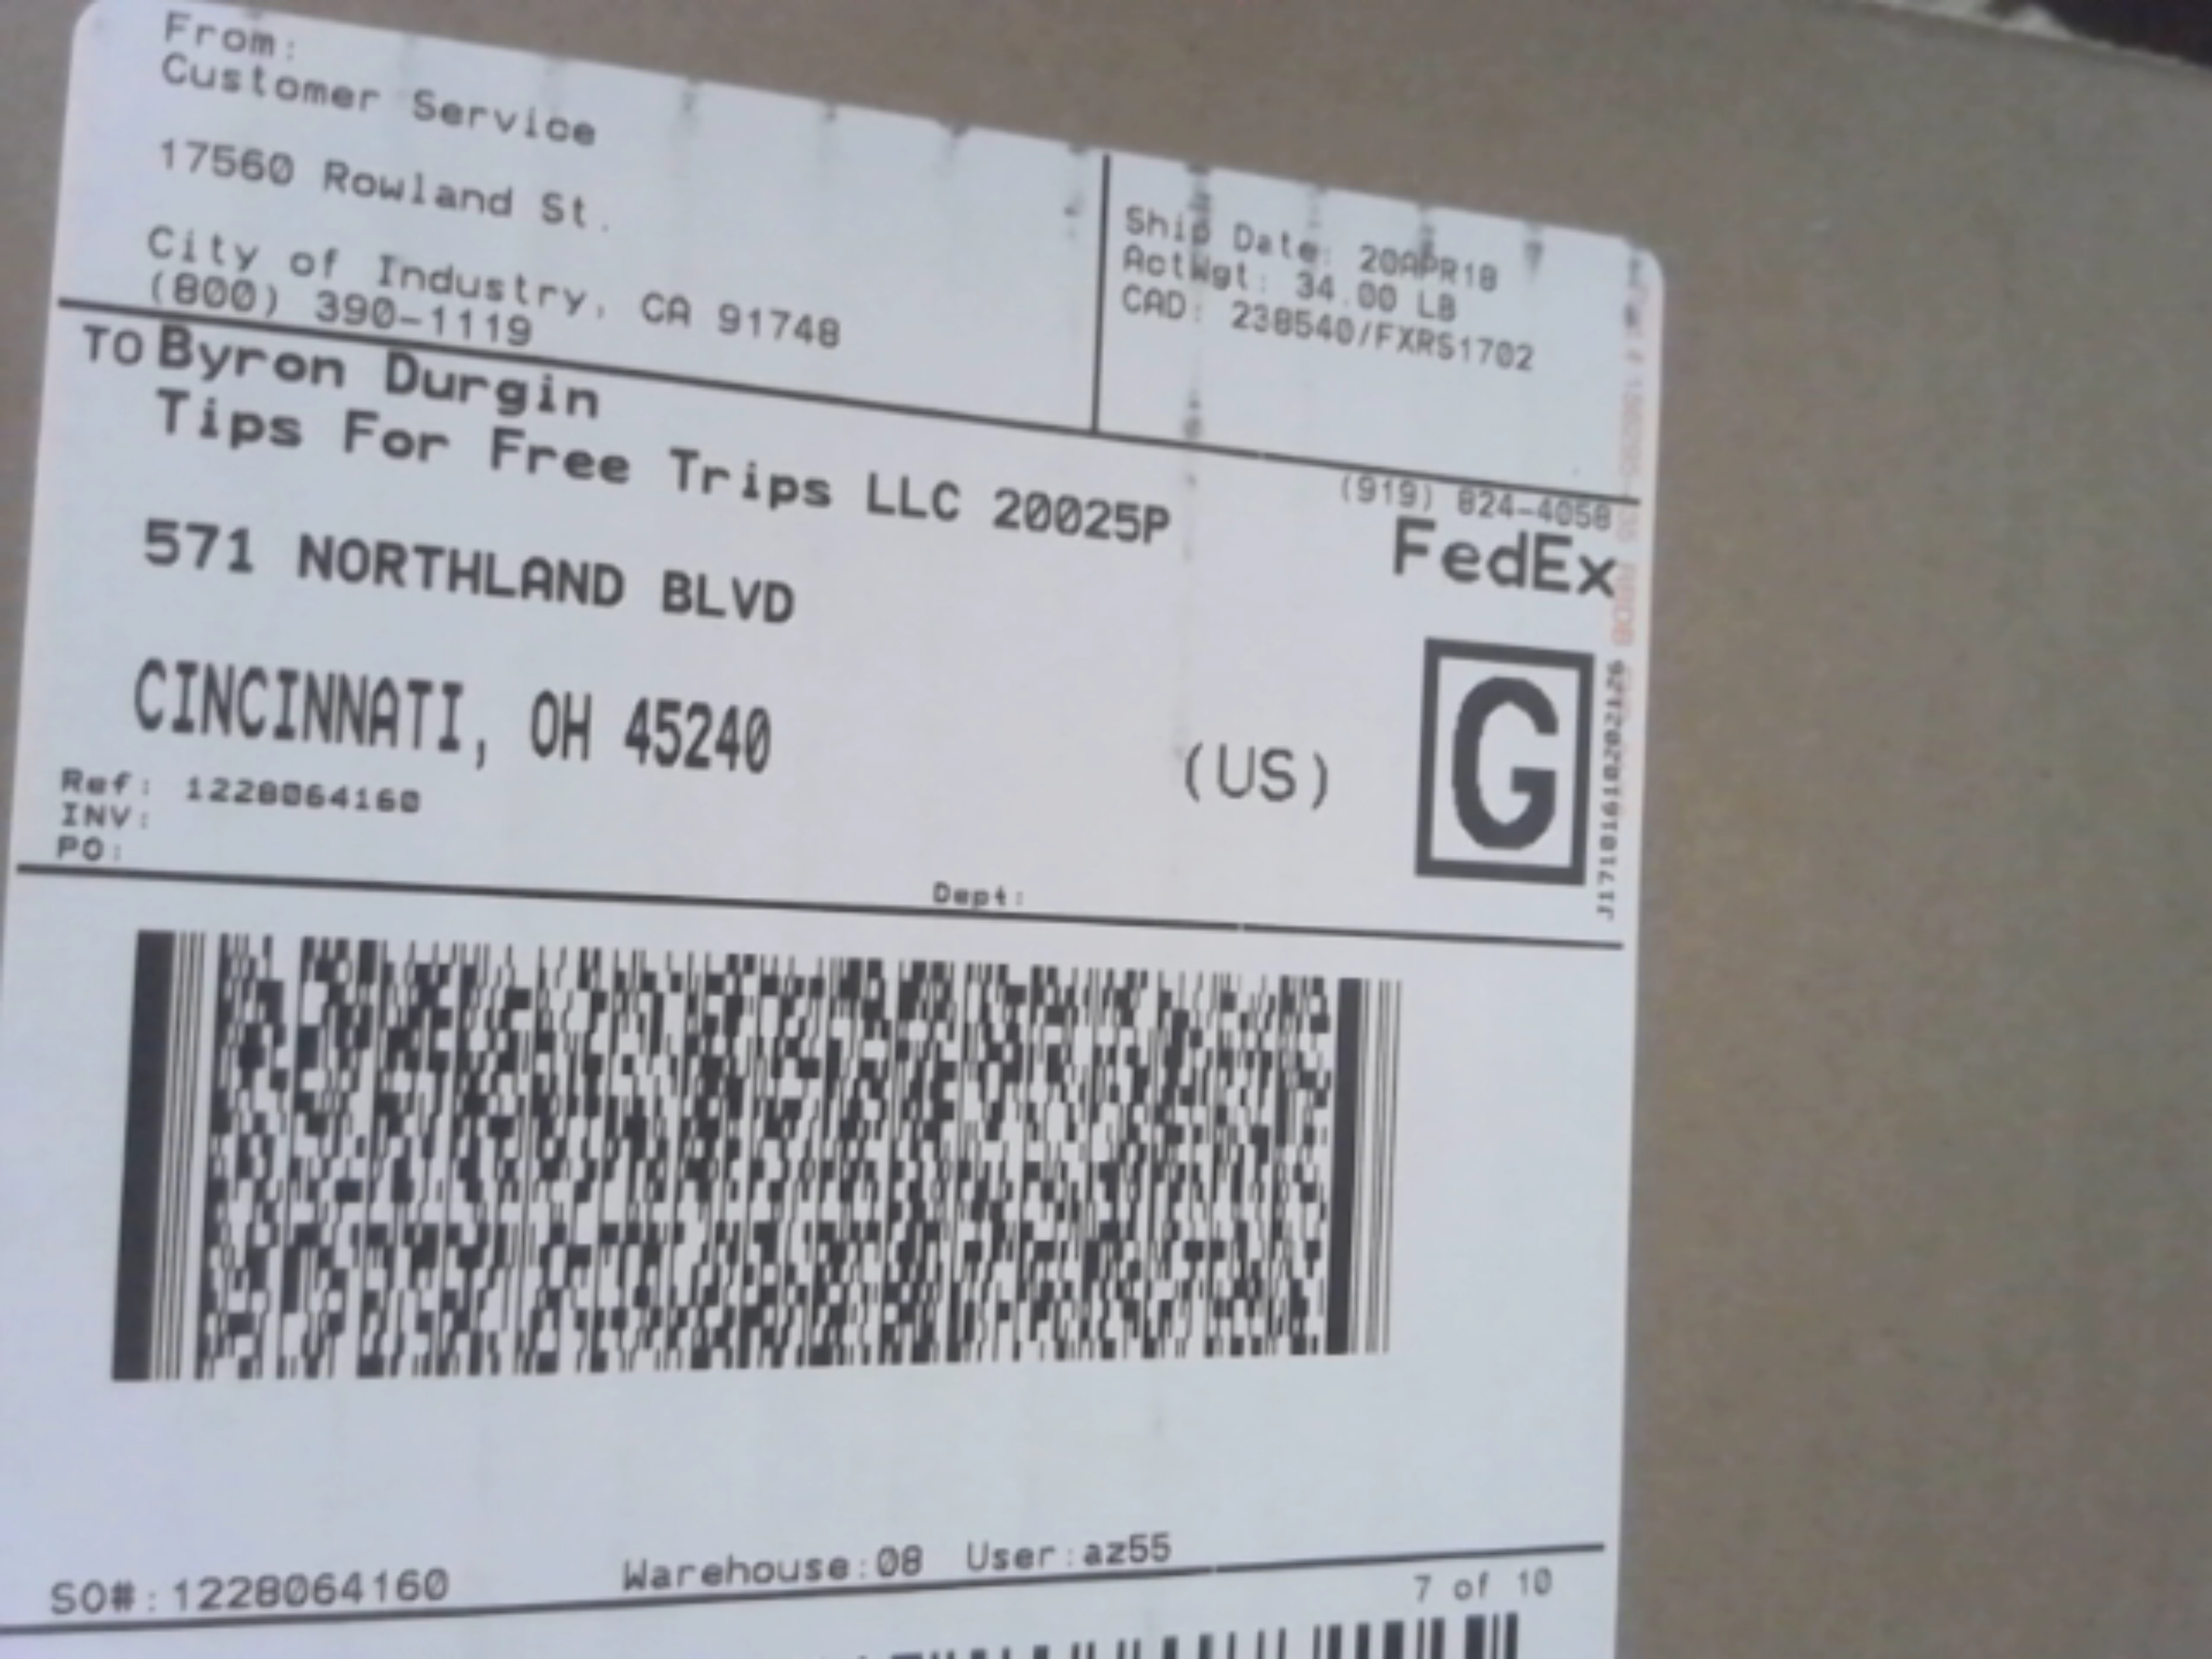 From:
Customer Service
17560 Rowland St.
City of Industry, CA 91748
(800) 390-1119
Ship Date: 20APR18
ActWgt: 34.00 LB
CAD: 238540/FXRS1702
TO Byron Durgin
Tips For Free Trips LLC 20025P
(919) 824-4058
FedEx
571 NORTHLAND BLVD
CINCINNATI, OH 45240
(US)
G
J171016102021Z6
Ref: 1228064160
INV:
PO:
Dept:
SO#:1228064160
Warehouse:08 User:az55
7 of 10